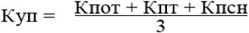 Куп = Кпот + Кпт + Кпсн
3